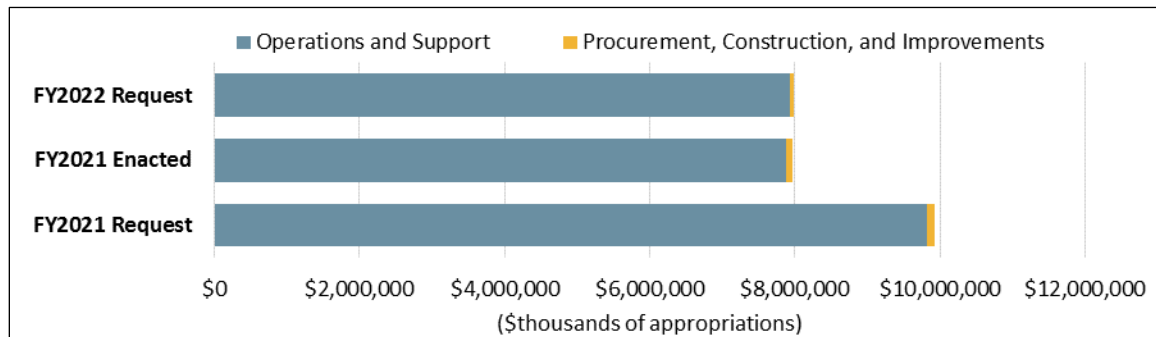 Operations and Support Procurement, Construction, and Improvements
FY2022 Request
FY2021 Enacted
FY2021 Request
$0 $2,000,000 $4,000,000 $6,000,000 $8,000,000 $10,000,000 $12,000,000
($thousands of appropriations)